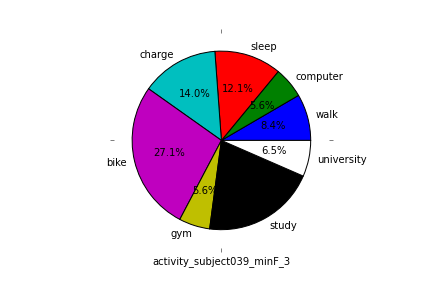 sleep
charge
computer
12.1%
14.0%
5.6%
walk
8.4%
27.1%
6.5%
university
bike
5.6%
study
gym
activity_subject039_minF_3